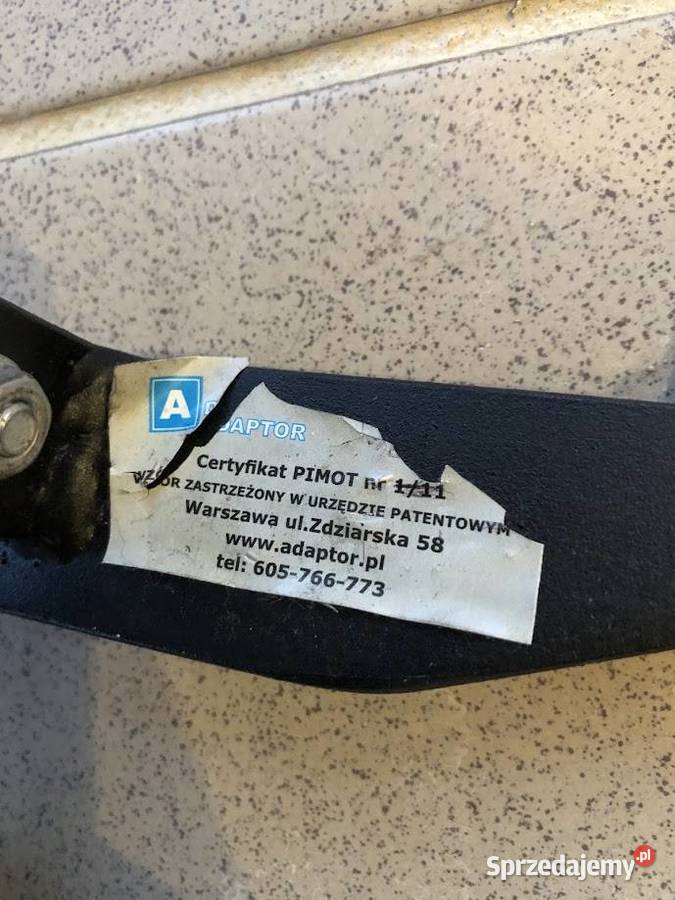 A ADAPTOR
Certyfikat PIMOT nr 1/11
WZÓR ZASTRZEŻONY W URZĘDZIE PATENTOWYM
Warszawa ul.Zdziarska 58
www.adaptor.pl
tel: 605-766-773
Sprzedajemy.pl